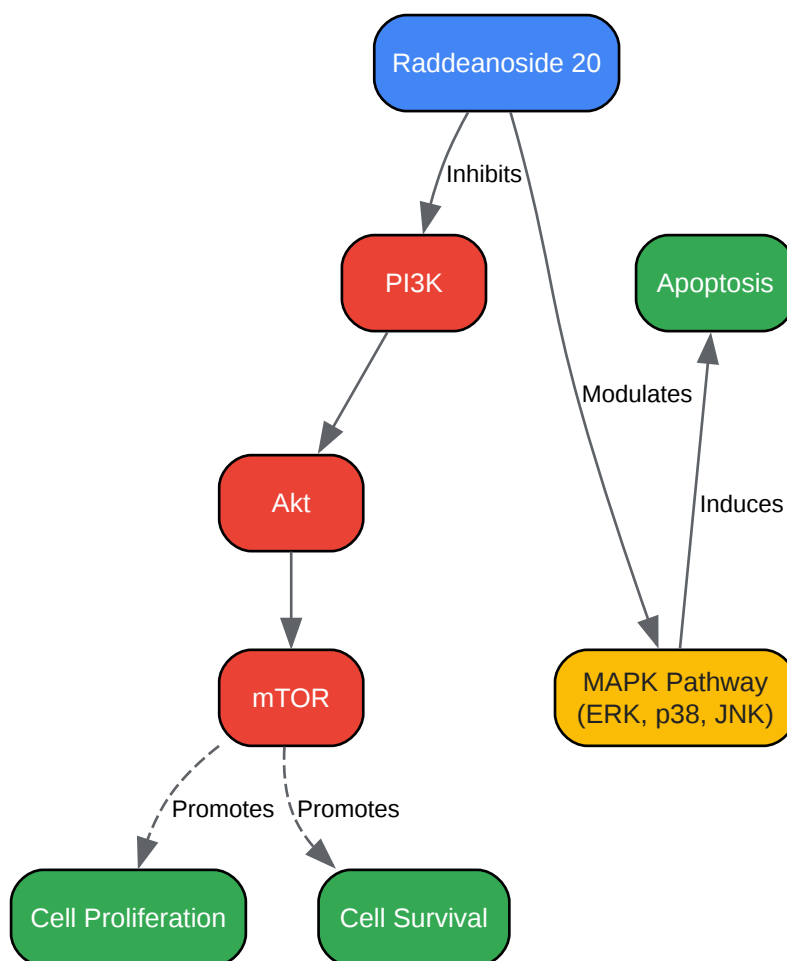 Raddeanoside 20
Inhibits
PI3K
Apoptosis
Modulates
Akt
Induces
mTOR
MAPK Pathway
(ERK, p38, JNK)
Promotes
Promotes
Cell Proliferation
Cell Survival